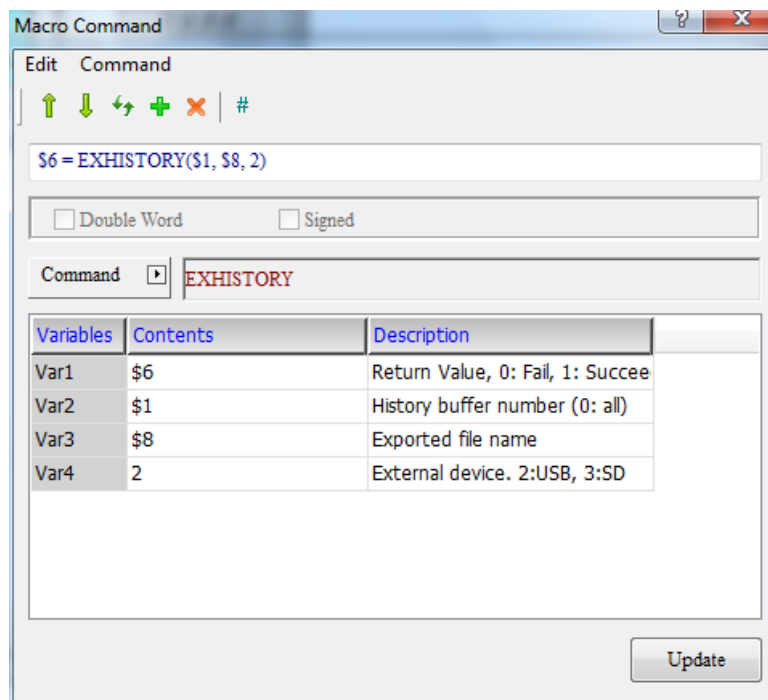 Macro Command
Edit Command
#
$6 = EXHISTORY($1, $8, 2)
Double Word Signed
Command EXHISTORY
Variables Contents Description
Var1 $6 Return Value, 0: Fail, 1: Succee
Var2 $1 History buffer number (0: all)
Var3 $8 Exported file name
Var4 2 External device. 2:USB, 3:SD
Update